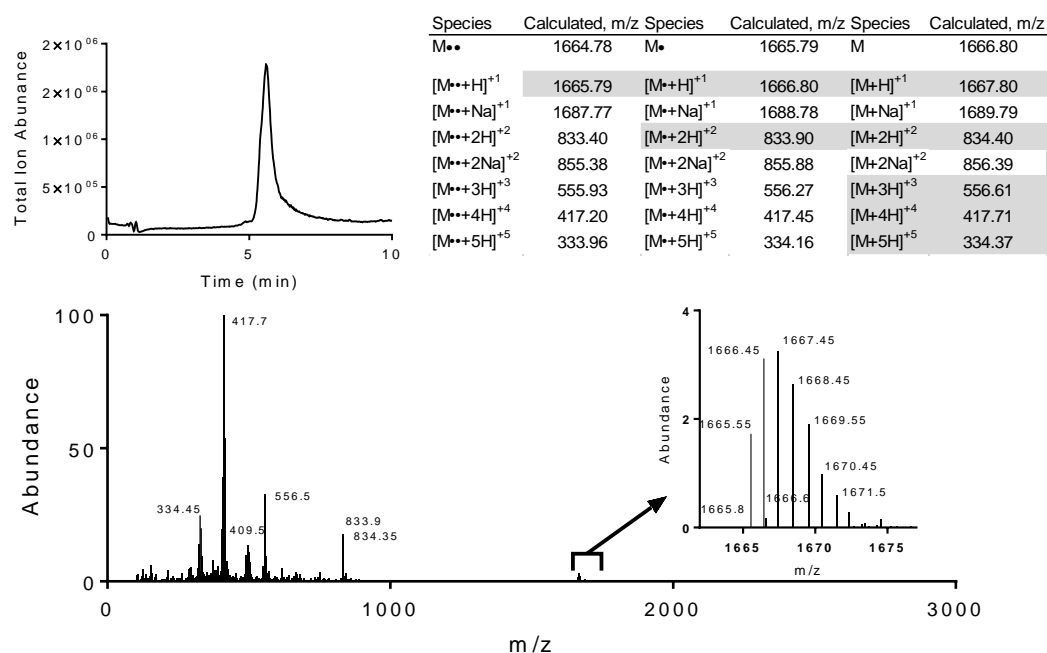 Species Calculated, m/z Species Calculated, m/z Species Calculated, m/z
M•• 1664.78 M• 1665.79 M 1666.80
[M••+H]+1 1665.79 [M•+H]+1 1666.80 [M+H]+1 1667.80
[M••+Na]+1 1687.77 [M•+Na]+1 1688.78 [M+Na]+1 1689.79
[M••+2H]+2 833.40 [M•+2H]+2 833.90 [M+2H]+2 834.40
[M••+2Na]+2 855.38 [M•+2Na]+2 855.88 [M+2Na]+2 856.39
[M••+3H]+3 555.93 [M•+3H]+3 556.27 [M+3H]+3 556.61
[M••+4H]+4 417.20 [M•+4H]+4 417.45 [M+4H]+4 417.71
[M••+5H]+5 333.96 [M•+5H]+5 334.16 [M+5H]+5 334.37
Total Ion Abunance
2×10 06
2×10 06
1×10 06
5×10 05
0
0 5 10
Time (min)
Abundance
100
50
0
417.7
334.45
409.5
556.5
833.9
834.35
0 1000 2000 3000
m/z
Abundance
4
2
0
1666.45
1667.45
1668.45
1665.55
1669.55
1670.45
1665.8
1666.6
1671.5
1665 1670 1675
m/z